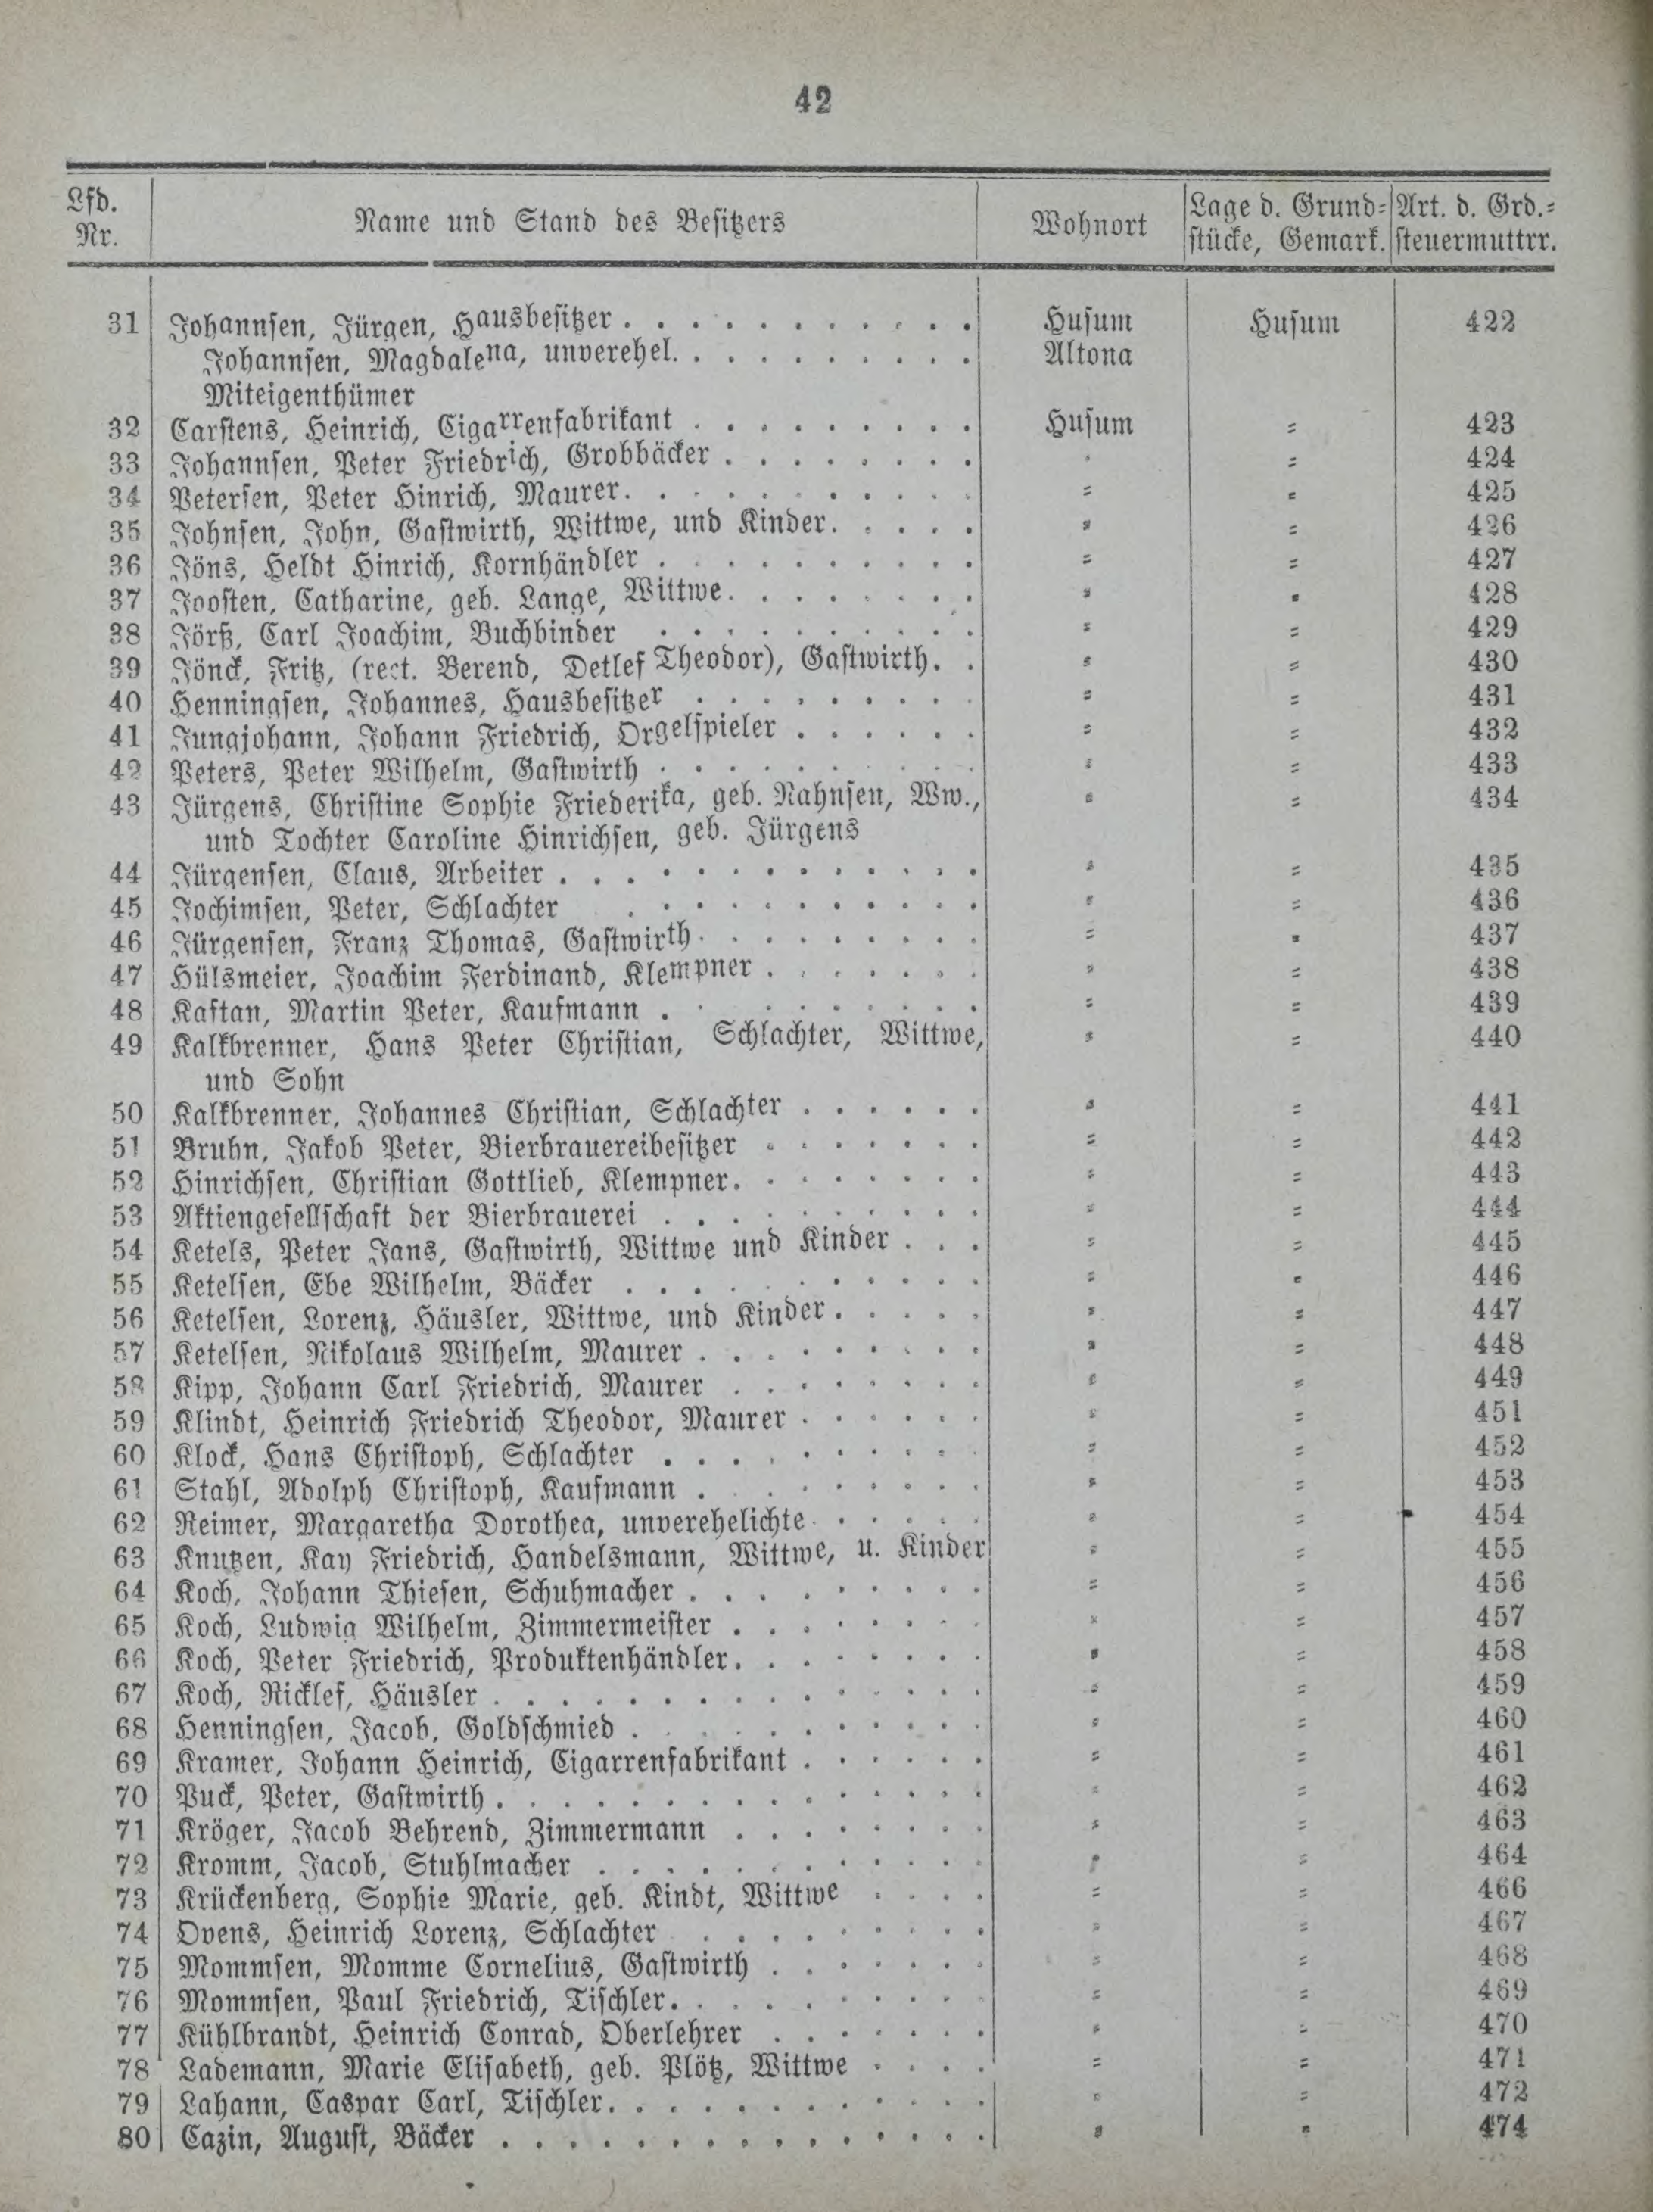 42
Lfd. Nr. Name und Stand des Besitzers Wohnort Lage d. Grund=stücke, Gemark. Art. d. Grd.=steuermuttrr.
31 Johannsen, Jürgen, Hausbesitzer . . . . . . . . . . . Husum Husum 422
Johannsen, Magdalena, unverehel. . . . . . . . . . Altona
Miteigenthümer
32 Carstens, Heinrich, Cigarrenfabrikant . . . . . . . . . Husum = 423
33 Johannsen, Peter Friedrich, Grobbäcker . . . . . . . . = = 424
34 Petersen, Peter Hinrich, Maurer. . . . . . . . . . . = = 425
35 Johnsen, John, Gastwirth, Wittwe, und Kinder. . . . . = = 426
36 Jöns, Heldt Hinrich, Kornhändler . . . . . . . . . . = = 427
37 Joosten, Catharine, geb. Lange, Wittwe. . . . . . . . = = 428
38 Jörß, Carl Joachim, Buchbinder . . . . . . . . . . = = 429
39 Jönck, Fritz, (rect. Berend, Detlef Theodor), Gastwirth. . = = 430
40 Henningsen, Johannes, Hausbesitzer . . . . . . . . . = = 431
41 Jungjohann, Johann Friedrich, Orgelspieler . . . . . . = = 432
42 Peters, Peter Wilhelm, Gastwirth . . . . . . . . . . = = 433
43 Jürgens, Christine Sophie Friederika, geb. Nahnsen, Ww., = = 434
und Tochter Caroline Hinrichsen, geb. Jürgens
44 Jürgensen, Claus, Arbeiter . . . . . . . . . . . . . = = 435
45 Jochimsen, Peter, Schlachter . . . . . . . . . . . = = 436
46 Jürgensen, Franz Thomas, Gastwirth . . . . . . . . . = = 437
47 Hülsmeier, Joachim Ferdinand, Klempner . . . . . . . = = 438
48 Kaftan, Martin Peter, Kaufmann . . . . . . . . . . = = 439
49 Kalkbrenner, Hans Peter Christian, Schlachter, Wittwe, = = 440
und Sohn
50 Kalkbrenner, Johannes Christian, Schlachter . . . . . . = = 441
51 Bruhn, Jakob Peter, Bierbrauereibesitzer . . . . . . . = = 442
52 Hinrichsen, Christian Gottlieb, Klempner. . . . . . . . = = 443
53 Aktiengesellschaft der Bierbrauerei . . . . . . . . . . = = 444
54 Ketels, Peter Jans, Gastwirth, Wittwe und Kinder . . . = = 445
55 Ketelsen, Ebe Wilhelm, Bäcker . . . . . . . . . . . = = 446
56 Ketelsen, Lorenz, Häusler, Wittwe, und Kinder . . . . . = = 447
57 Ketelsen, Nikolaus Wilhelm, Maurer . . . . . . . . . = = 448
58 Kipp, Johann Carl Friedrich, Maurer . . . . . . . . = = 449
59 Klindt, Heinrich Friedrich Theodor, Maurer . . . . . . = = 451
60 Klock, Hans Christoph, Schlachter . . . . . . . . . . = = 452
61 Stahl, Adolph Christoph, Kaufmann . . . . . . . . . = = 453
62 Reimer, Margaretha Dorothea, unverehelichte . . . . . . = = 454
63 Knutzen, Kay Friedrich, Handelsmann, Wittwe, u. Kinder = = 455
64 Koch, Johann Thiesen, Schuhmacher . . . . . . . . . = = 456
65 Koch, Ludwig Wilhelm, Zimmermeister . . . . . . . . = = 457
66 Koch, Peter Friedrich, Produktenhändler. . . . . . . . = = 458
67 Koch, Ricklef, Häusler . . . . . . . . . . . . . . = = 459
68 Henningsen, Jacob, Goldschmied . . . . . . . . . . = = 460
69 Kramer, Johann Heinrich, Cigarrenfabrikant . . . . . . = = 461
70 Puck, Peter, Gastwirth . . . . . . . . . . . . . . = = 462
71 Kröger, Jacob Behrend, Zimmermann . . . . . . . . = = 463
72 Kromm, Jacob, Stuhlmacher . . . . . . . . . . . . = = 464
73 Krückenberg, Sophie Marie, geb. Kindt, Wittwe . . . . = = 466
74 Ovens, Heinrich Lorenz, Schlachter . . . . . . . . . = = 467
75 Mommsen, Momme Cornelius, Gastwirth . . . . . . . = = 468
76 Mommsen, Paul Friedrich, Tischler. . . . . . . . . . = = 469
77 Kühlbrandt, Heinrich Conrad, Oberlehrer . . . . . . . = = 470
78 Lademann, Marie Elisabeth, geb. Plötz, Wittwe . . . . = = 471
79 Lahann, Caspar Carl, Tischler. . . . . . . . . . . . = = 472
80 Cazin, August, Bäcker . . . . . . . . . . . . . . = = 474